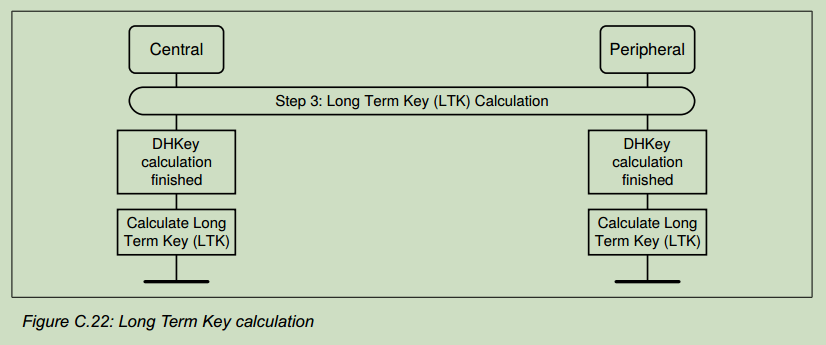 Central
Peripheral
Step 3: Long Term Key (LTK) Calculation
DHKey
calculation
finished
DHKey
calculation
finished
Calculate Long
Term Key (LTK)
Calculate Long
Term Key (LTK)
Figure C.22: Long Term Key calculation